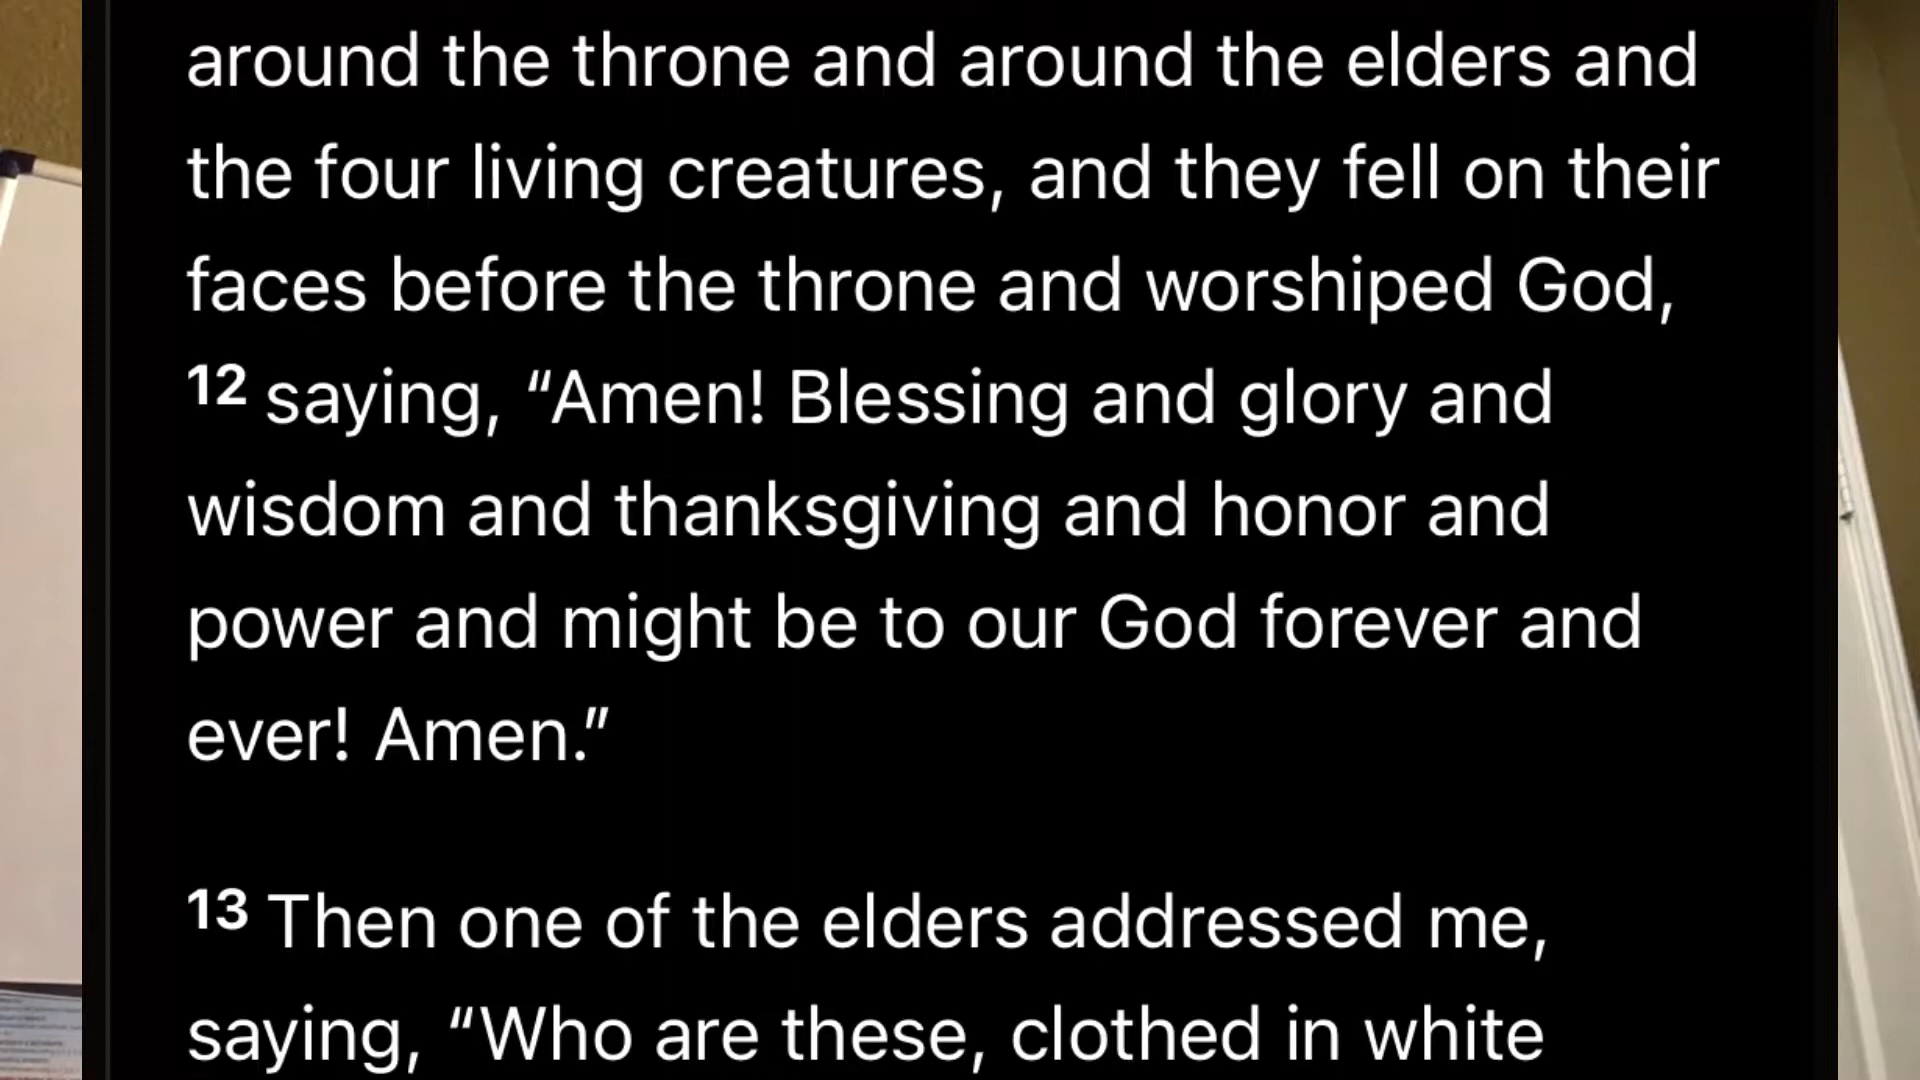 around the throne and around the elders and
the four living creatures, and they fell on their
faces before the throne and worshiped God,
12 saying, “Amen! Blessing and glory and
wisdom and thanksgiving and honor and
power and might be to our God forever and
ever! Amen.”
13 Then one of the elders addressed me,
saying, “Who are these, clothed in white